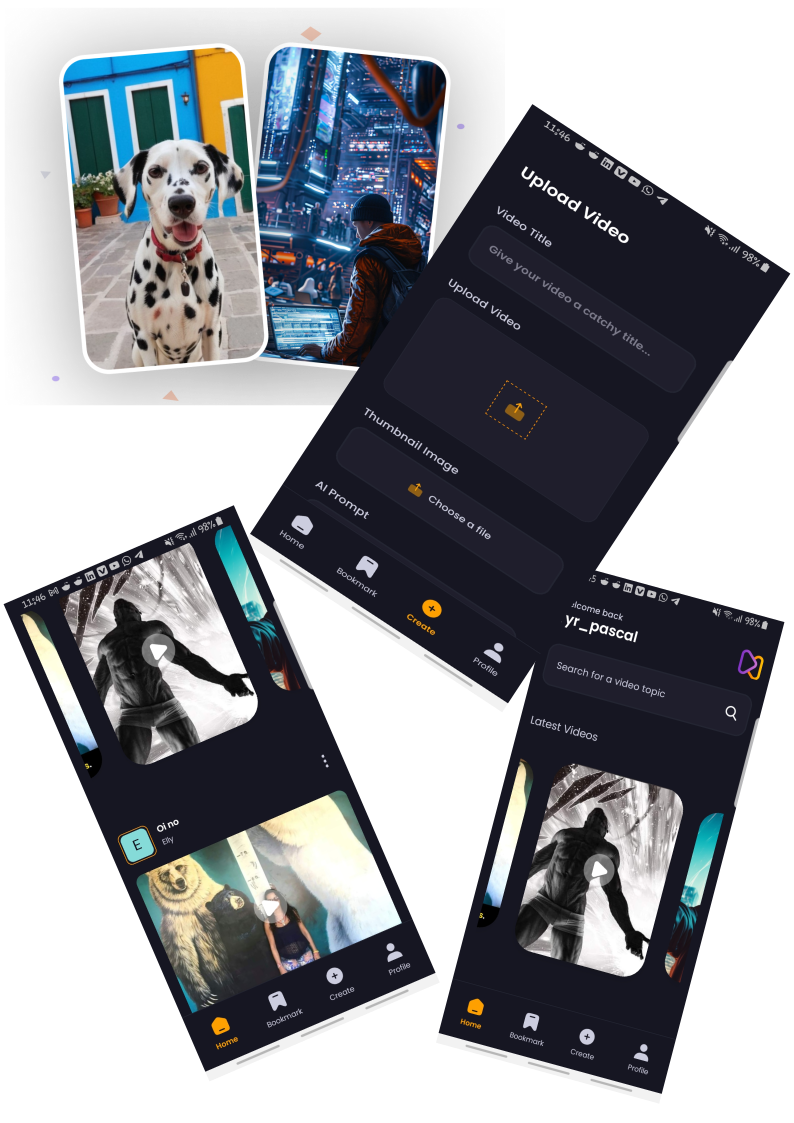 11:46
98%
Upload Video
Video Title
Give your video a catchy title...
Upload Video
Thumbnail Image
Choose a file
AI Prompt
Home
Bookmark
Create
Profile
11:46
98%
s.
E
Oi no
Elly
Home
Bookmark
Create
Profile
:5
98%
elcome back
yr_pascal
Search for a video topic
Latest Videos
s.
Home
Bookmark
Create
Profile